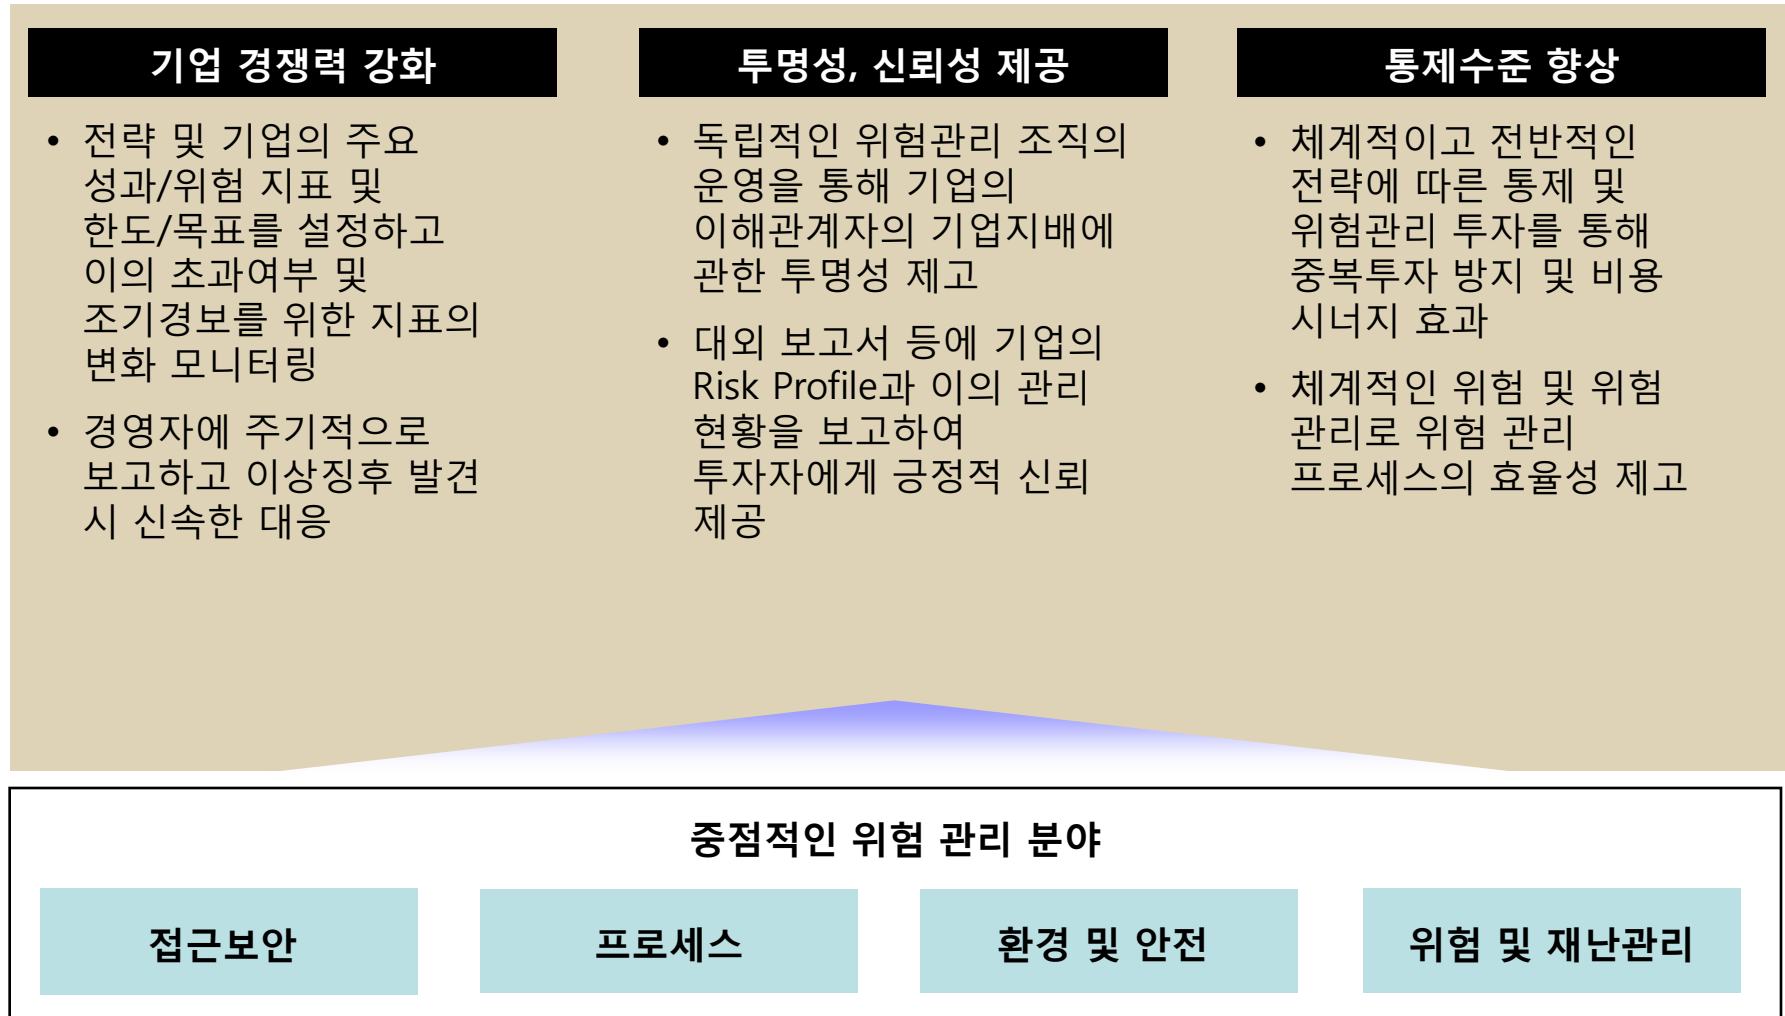 기업 경쟁력 강화
• 전략 및 기업의 주요
성과/위험 지표 및
한도/목표를 설정하고
이의 초과여부 및
조기경보를 위한 지표의
변화 모니터링
• 경영자에 주기적으로
보고하고 이상징후 발견
시 신속한 대응
투명성, 신뢰성 제공
• 독립적인 위험관리 조직의
운영을 통해 기업의
이해관계자의 기업지배에
관한 투명성 제고
• 대외 보고서 등에 기업의
Risk Profile과 이의 관리
현황을 보고하여
투자자에게 긍정적 신뢰
제공
통제수준 향상
• 체계적이고 전반적인
전략에 따른 통제 및
위험관리 투자를 통해
중복투자 방지 및 비용
시너지 효과
• 체계적인 위험 및 위험
관리로 위험 관리
프로세스의 효율성 제고
중점적인 위험 관리 분야
접근보안
프로세스
환경 및 안전
위험 및 재난관리